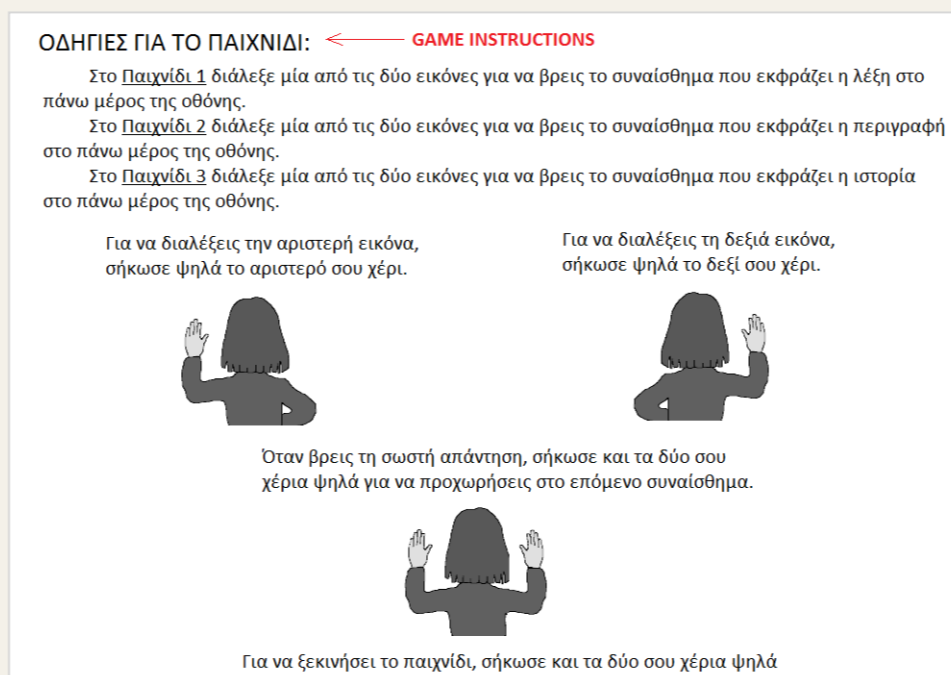 ΟΔΗΓΙΕΣ ΓΙΑ ΤΟ ΠΑΙΧΝΙΔΙ: GAME INSTRUCTIONS
Στο Παιχνίδι 1 διάλεξε μία από τις δύο εικόνες για να βρεις το συναίσθημα που εκφράζει η λέξη στο
πάνω μέρος της οθόνης.
Στο Παιχνίδι 2 διάλεξε μία από τις δύο εικόνες για να βρεις το συναίσθημα που εκφράζει η περιγραφή
στο πάνω μέρος της οθόνης.
Στο Παιχνίδι 3 διάλεξε μία από τις δύο εικόνες για να βρεις το συναίσθημα που εκφράζει η ιστορία
στο πάνω μέρος της οθόνης.
Για να διαλέξεις την αριστερή εικόνα,
σήκωσε ψηλά το αριστερό σου χέρι.
Για να διαλέξεις τη δεξιά εικόνα,
σήκωσε ψηλά το δεξί σου χέρι.
Όταν βρεις τη σωστή απάντηση, σήκωσε και τα δύο σου
χέρια ψηλά για να προχωρήσεις στο επόμενο συναίσθημα.
Για να ξεκινήσει το παιχνίδι, σήκωσε και τα δύο σου χέρια ψηλά